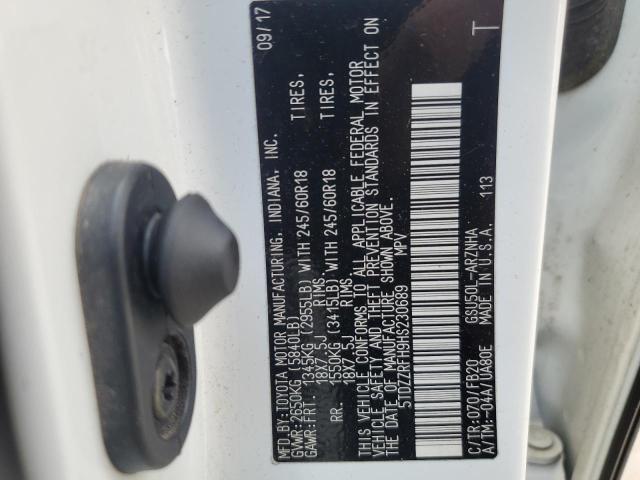 MFD.BY:TOYOTA MOTOR MANUFACTURING, INDIANA, INC. 09/17
GVWR:2650KG (5840LB)
GAWR:FRT. 1345KG (2955LB) WITH 245/60R18 TIRES,
18X7.5J RIMS
RR. 1550KG (3415LB) WITH 245/60R18 TIRES,
18X7.5J RIMS
THIS VEHICLE CONFORMS TO ALL APPLICABLE FEDERAL MOTOR
VEHICLE SAFETY AND THEFT PREVENTION STANDARDS IN EFFECT ON
THE DATE OF MANUFACTURE SHOWN ABOVE.
5TDZZRFH9HS230689 MPV
C/TR:070/FB20 GSU50L-ARZNHA T
A/TM:-04A/UA80E MADE IN U.S.A. 113